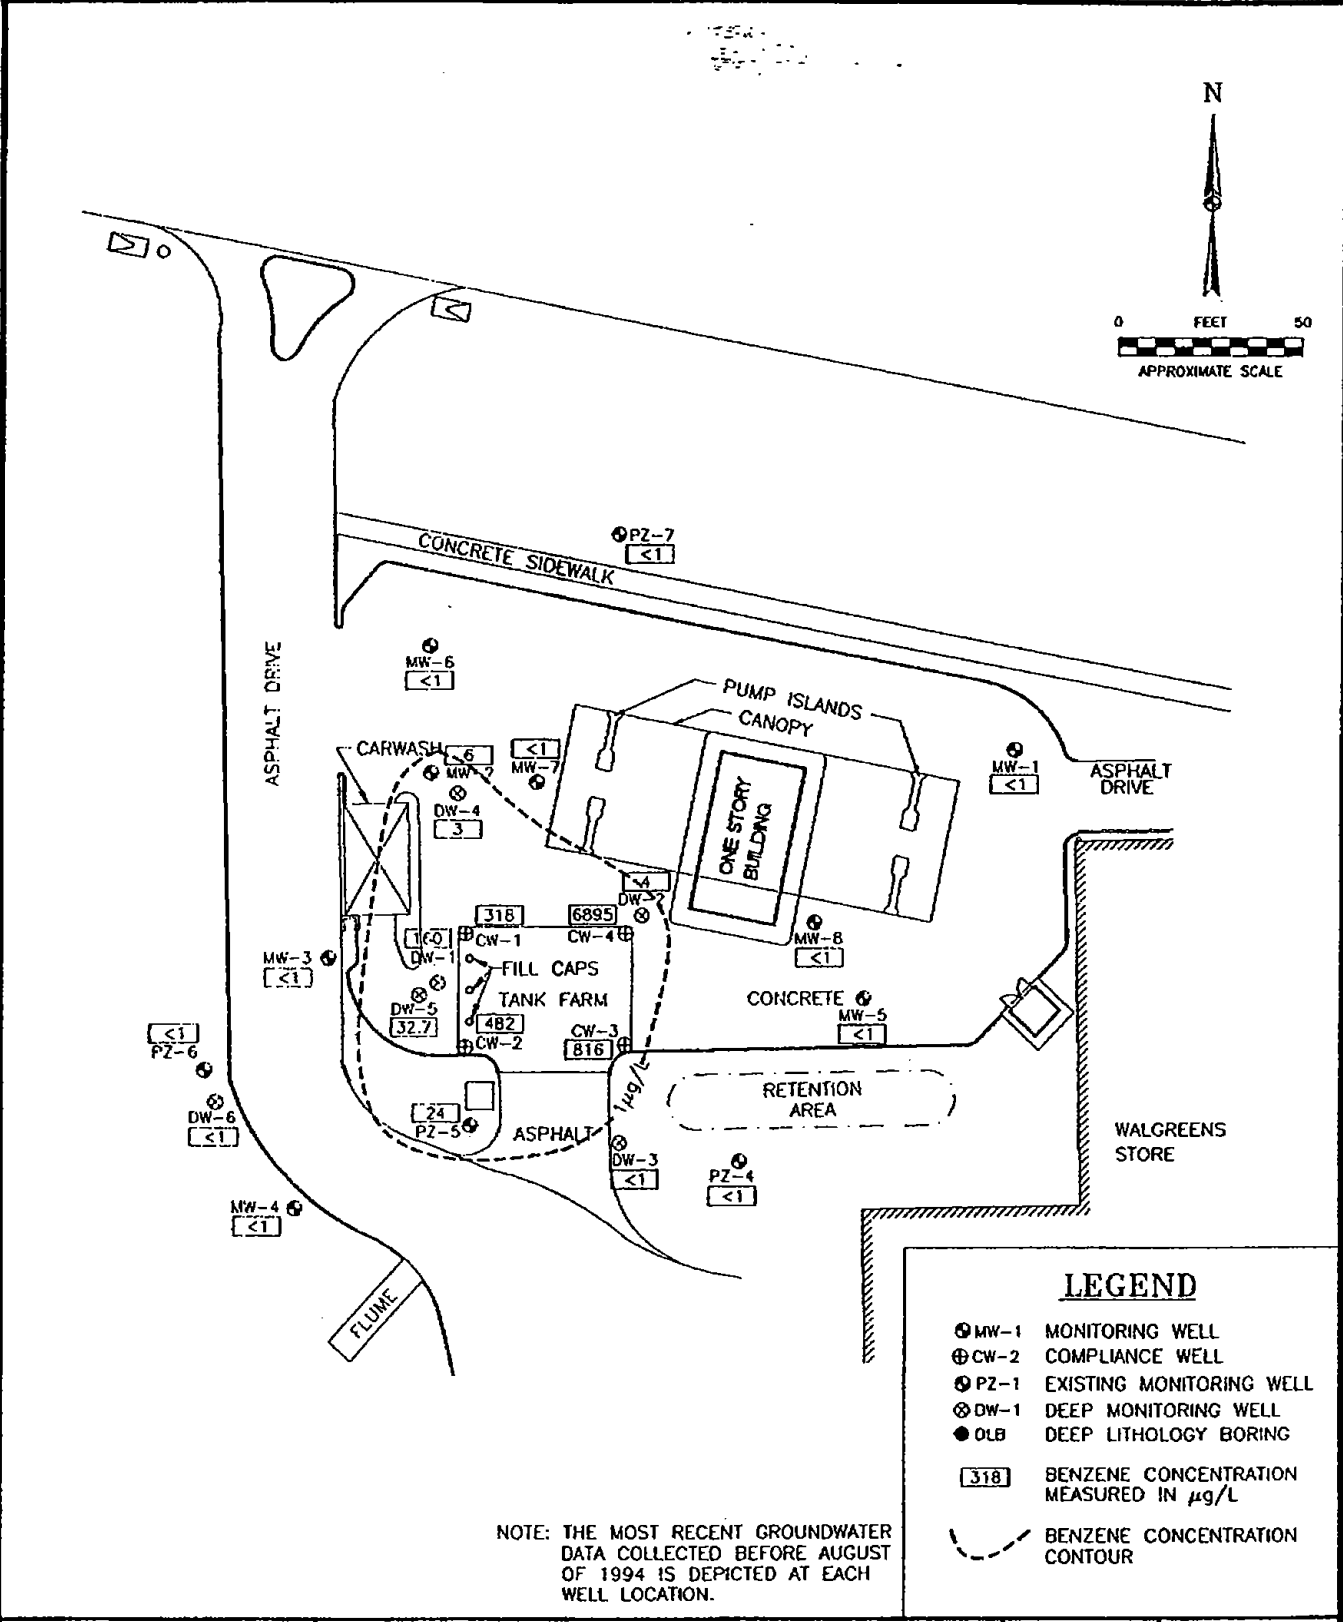 N
0 FEET 50
APPROXIMATE SCALE
PZ-7
<1
CONCRETE SIDEWALK
MW-6
<1
ASPHALT DRIVE
PUMP ISLANDS
CANOPY
CARWASH
6
MW-2
<1
MW-7
MW-1
<1
ASPHALT
DRIVE
DW-4
3
ONE STORY
BUILDING
4
DW-2
318
6895
CW-1
CW-4
160
DW-1
MW-8
<1
MW-3
<1
FILL CAPS
TANK FARM
CONCRETE
MW-5
<1
DW-5
32.7
482
CW-2
CW-3
816
<1
PZ-6
DW-6
<1
1 µg/L
RETENTION
AREA
24
PZ-5
ASPHALT
DW-3
<1
PZ-4
<1
WALGREENS
STORE
MW-4
<1
FLUME
LEGEND
MW-1 MONITORING WELL
CW-2 COMPLIANCE WELL
PZ-1 EXISTING MONITORING WELL
DW-1 DEEP MONITORING WELL
DLB DEEP LITHOLOGY BORING
318 BENZENE CONCENTRATION
MEASURED IN µg/L
BENZENE CONCENTRATION
CONTOUR
NOTE: THE MOST RECENT GROUNDWATER
DATA COLLECTED BEFORE AUGUST
OF 1994 IS DEPICTED AT EACH
WELL LOCATION.